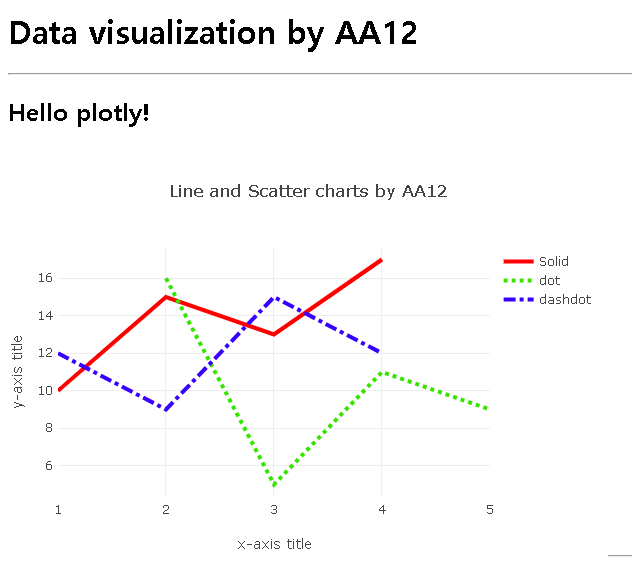 Data visualization by AA12
Hello plotly!
Line and Scatter charts by AA12
Solid
dot
dashdot
y-axis title
16
14
12
10
8
6
1 2 3 4 5
x-axis title